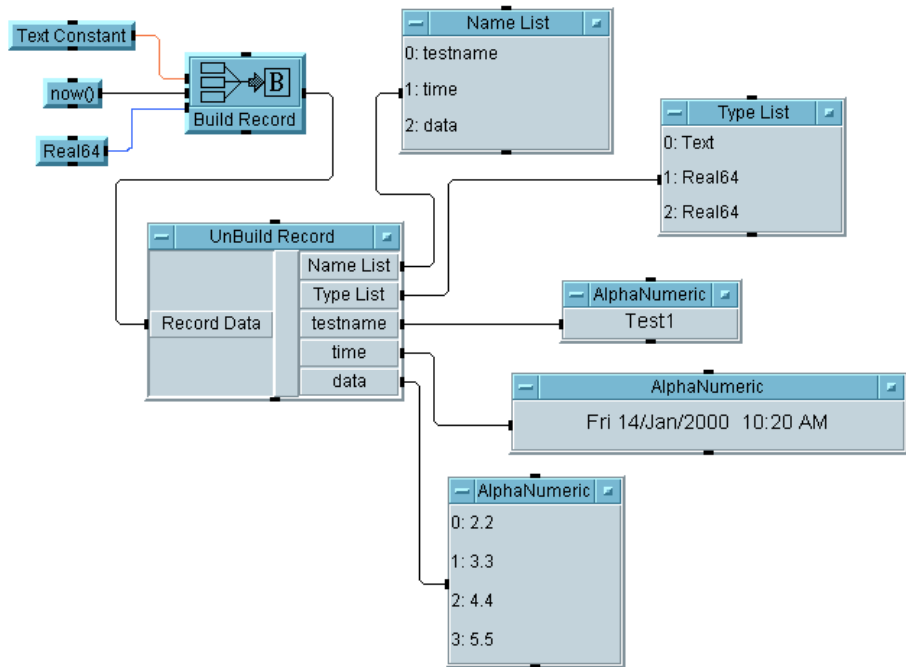 Text Constant
now()
Real64
B
Build Record
Name List
0: testname
1: time
2: data
Type List
0: Text
1: Real64
2: Real64
UnBuild Record
Record Data
Name List
Type List
testname
time
data
AlphaNumeric
Test1
AlphaNumeric
Fri 14/Jan/2000 10:20 AM
AlphaNumeric
0: 2.2
1: 3.3
2: 4.4
3: 5.5